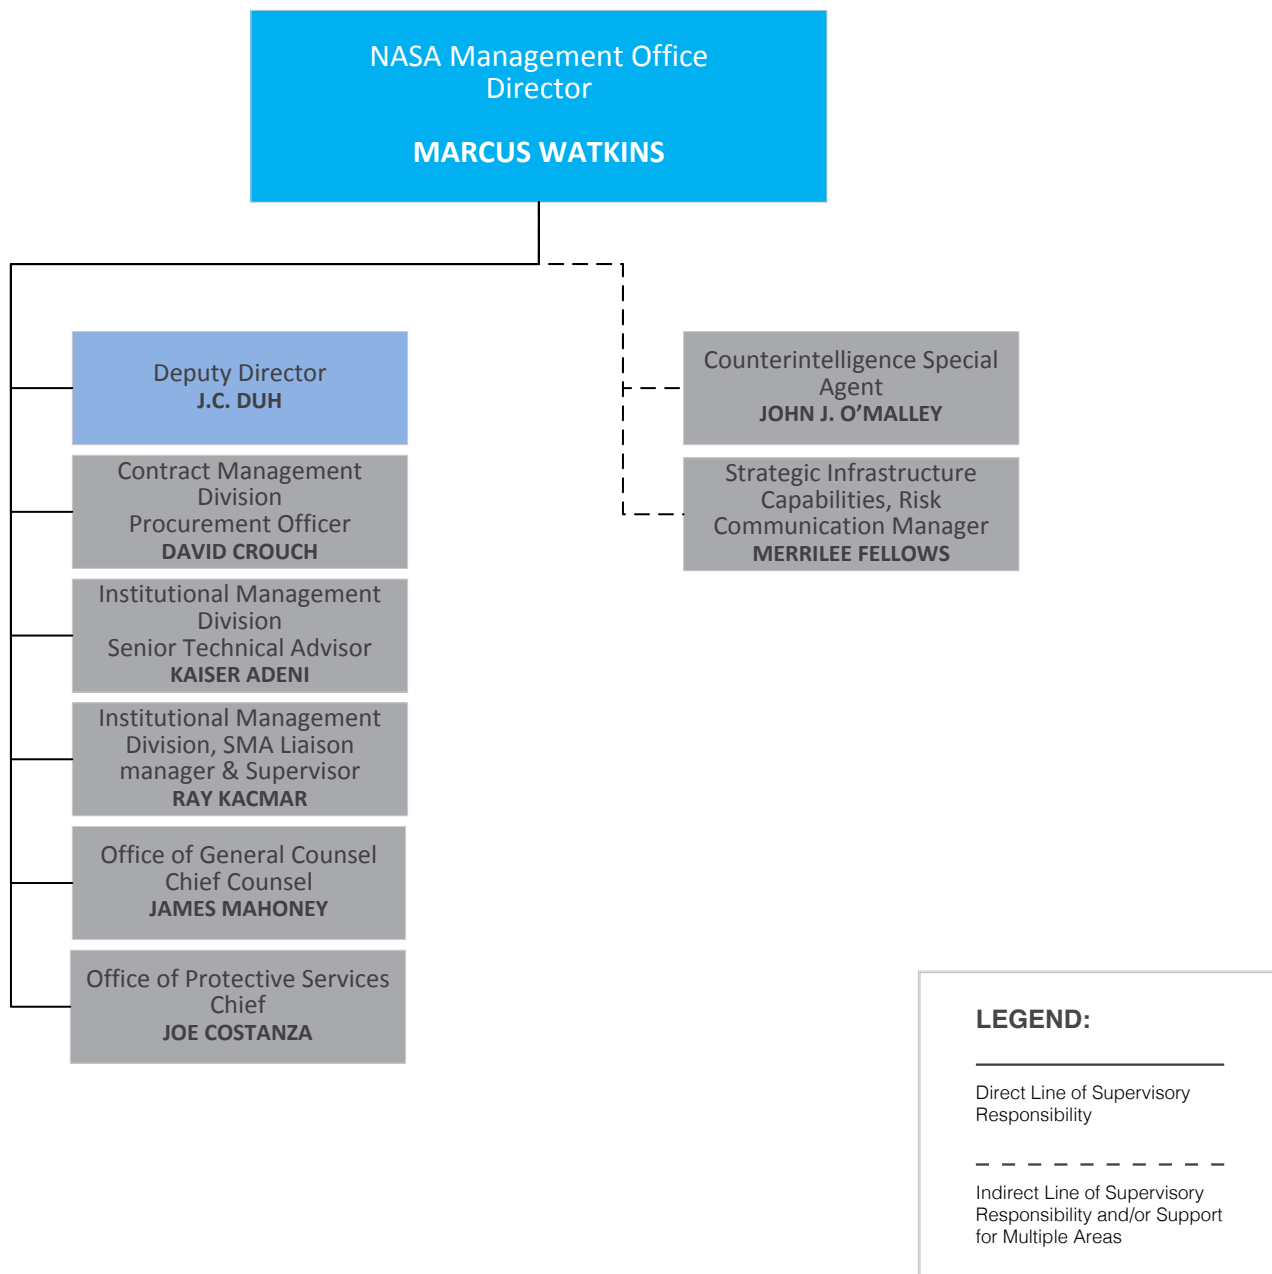 NASA Management Office
Director
MARCUS WATKINS
Deputy Director
J.C. DUH
Contract Management
Division
Procurement Officer
DAVID CROUCH
Institutional Management
Division
Senior Technical Advisor
KAISER ADENI
Institutional Management
Division, SMA Liaison
manager & Supervisor
RAY KACMAR
Office of General Counsel
Chief Counsel
JAMES MAHONEY
Office of Protective Services
Chief
JOE COSTANZA
Counterintelligence Special
Agent
JOHN J. O’MALLEY
Strategic Infrastructure
Capabilities, Risk
Communication Manager
MERRILEE FELLOWS
LEGEND:
Direct Line of Supervisory
Responsibility
Indirect Line of Supervisory
Responsibility and/or Support
for Multiple Areas